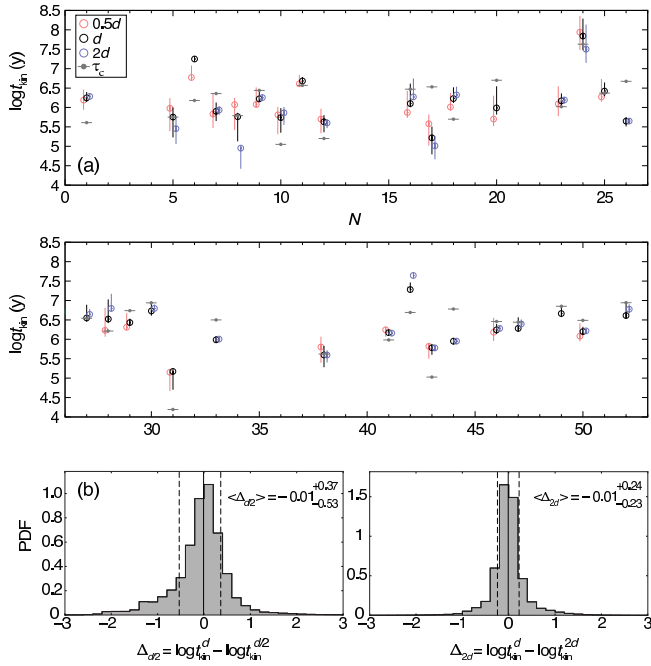 8.5
8
7.5
7
6.5
6
5.5
5
4.5
4
log t_kin (y)
0.5d
d
2d
τ_c
(a)
0 5 10 15 20 25
N
8.5
8
7.5
7
6.5
6
5.5
5
4.5
4
log t_kin (y)
30 35 40 45 50
(b)
1.0
0.8
0.6
0.4
0.2
0
PDF
<Δ_d/2> = −0.01 +0.37 −0.53
−3 −2 −1 0 1 2 3
Δ_d/2 = log t_kin^d − log t_kin^d/2
1.5
1
0.5
0
<Δ_2d> = −0.01 +0.24 −0.23
−3 −2 −1 0 1 2 3
Δ_2d = log t_kin^d − log t_kin^2d